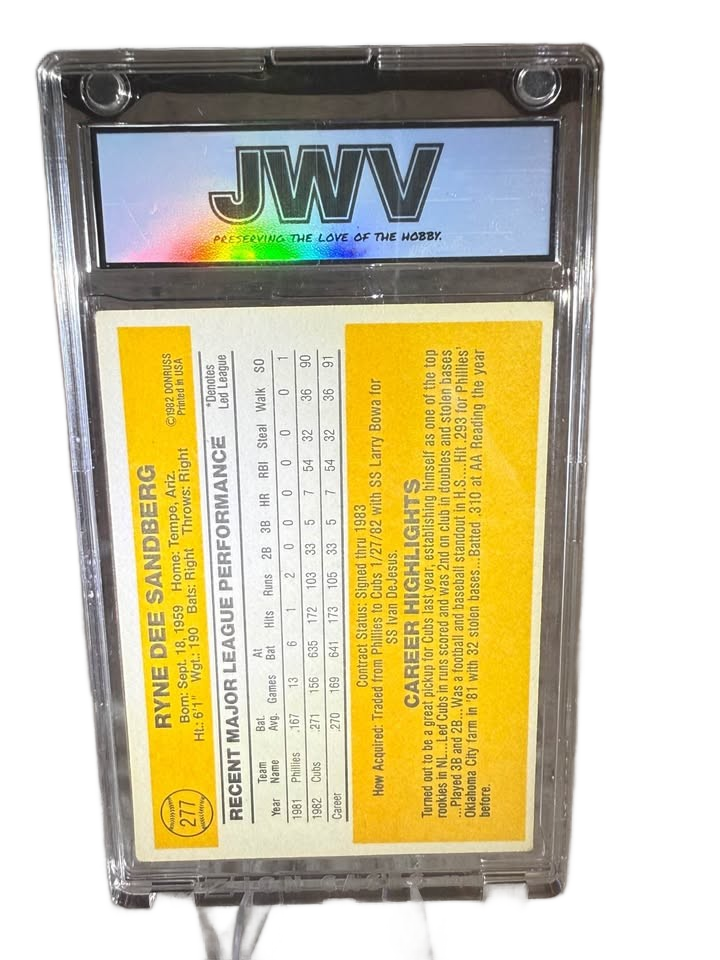 JWV
PRESERVING THE LOVE OF THE HOBBY.
277
RYNE DEE SANDBERG
Born: Sept. 18, 1959 Home: Tempe, Ariz.
Ht.: 6'1" Wgt.: 190 Bats: Right Throws: Right
©1982 DONRUSS
Printed in USA
RECENT MAJOR LEAGUE PERFORMANCE
*Denotes
Led League
Year Team Name Bat. Avg. Games At Bat Hits Runs 2B 3B HR RBI Steal Walk SO
1981 Phillies .167 13 6 1 2 0 0 0 0 0 0 1
1982 Cubs .271 156 635 172 103 33 5 7 54 32 36 90
Career .270 169 641 173 105 33 5 7 54 32 36 91
Contract Status: Signed thru 1983
How Acquired: Traded from Phillies to Cubs 1/27/82 with SS Larry Bowa for
SS Ivan DeJesus.
CAREER HIGHLIGHTS
Turned out to be a great pickup for Cubs last year, establishing himself as one of the top
rookies in NL...Led Cubs in runs scored and was 2nd on club in doubles and stolen bases
...Played 3B and 2B...Was a football and baseball standout in H.S....Hit .293 for Phillies'
Oklahoma City farm in '81 with 32 stolen bases...Batted .310 at AA Reading the year
before.